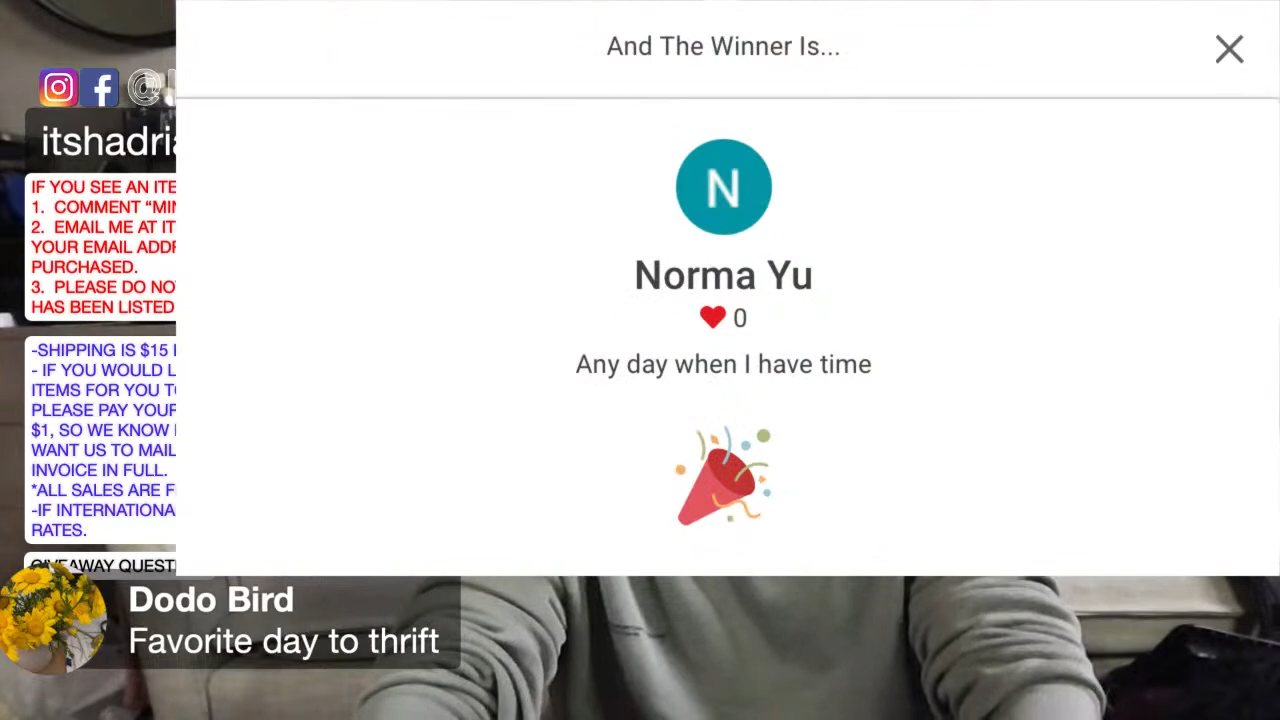 And The Winner Is...
@
itshadria
IF YOU SEE AN ITE
1. COMMENT “MIN
2. EMAIL ME AT IT
YOUR EMAIL ADDR
PURCHASED.
3. PLEASE DO NO
HAS BEEN LISTED
-SHIPPING IS $15
- IF YOU WOULD L
ITEMS FOR YOU T
PLEASE PAY YOUR
$1, SO WE KNOW
WANT US TO MAIL
INVOICE IN FULL.
*ALL SALES ARE F
-IF INTERNATIONA
RATES.
GIVEAWAY QUEST
N
Norma Yu
0
Any day when I have time
Dodo Bird
Favorite day to thrift